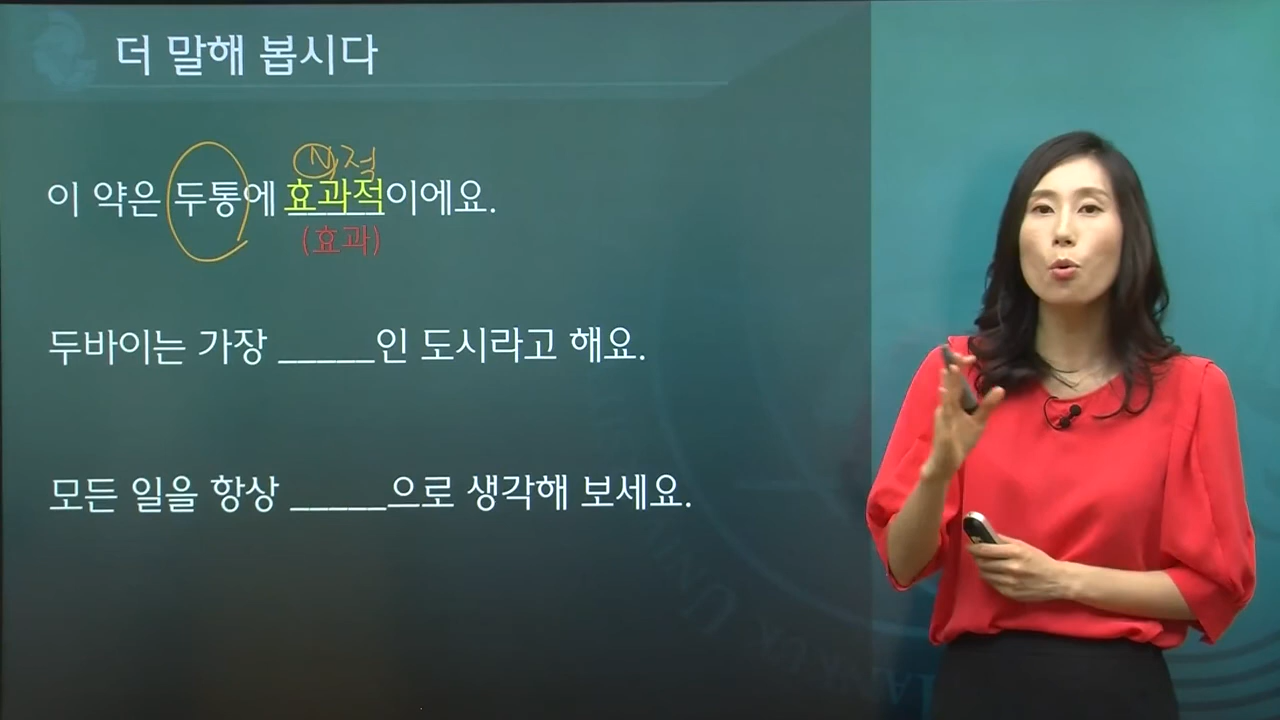 더 말해 봅시다
N적
이 약은 두통에 효과적이에요.
(효과)
두바이는 가장 _____인 도시라고 해요.
모든 일을 항상 _____으로 생각해 보세요.